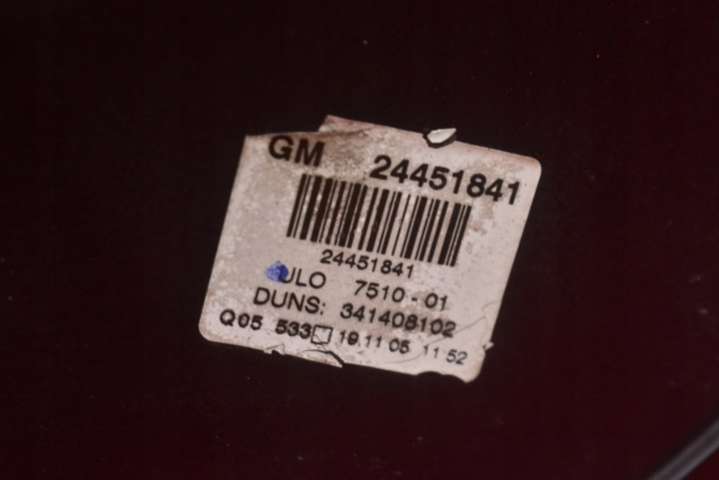 GM 24451841
24451841
ULO 7510-01
DUNS: 341408102
Q05 533□ 19 11 05 11 52